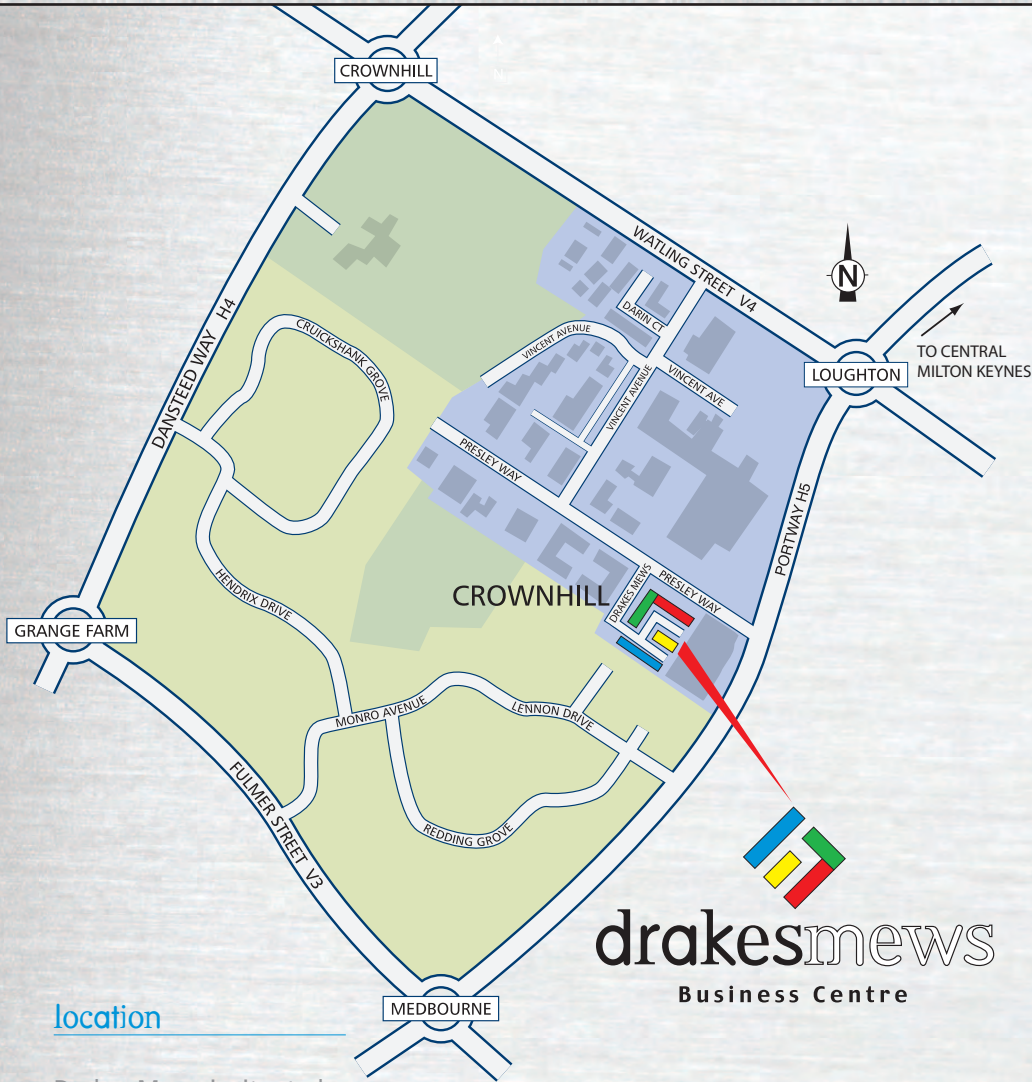 CROWNHILL
N
WATLING STREET V4
DANSTEED WAY H4
N
TO CENTRAL
MILTON KEYNES
LOUGHTON
DARIN CT
VINCENT AVENUE
VINCENT AVE
VINCENT AVENUE
CRUICKSHANK GROVE
PRESLEY WAY
PORTWAY H5
HENDRIX DRIVE
CROWNHILL
DRAKES MEWS
PRESLEY WAY
GRANGE FARM
MONRO AVENUE
LENNON DRIVE
FULMER STREET V3
REDDING GROVE
drakesmews
Business Centre
MEDBOURNE
location